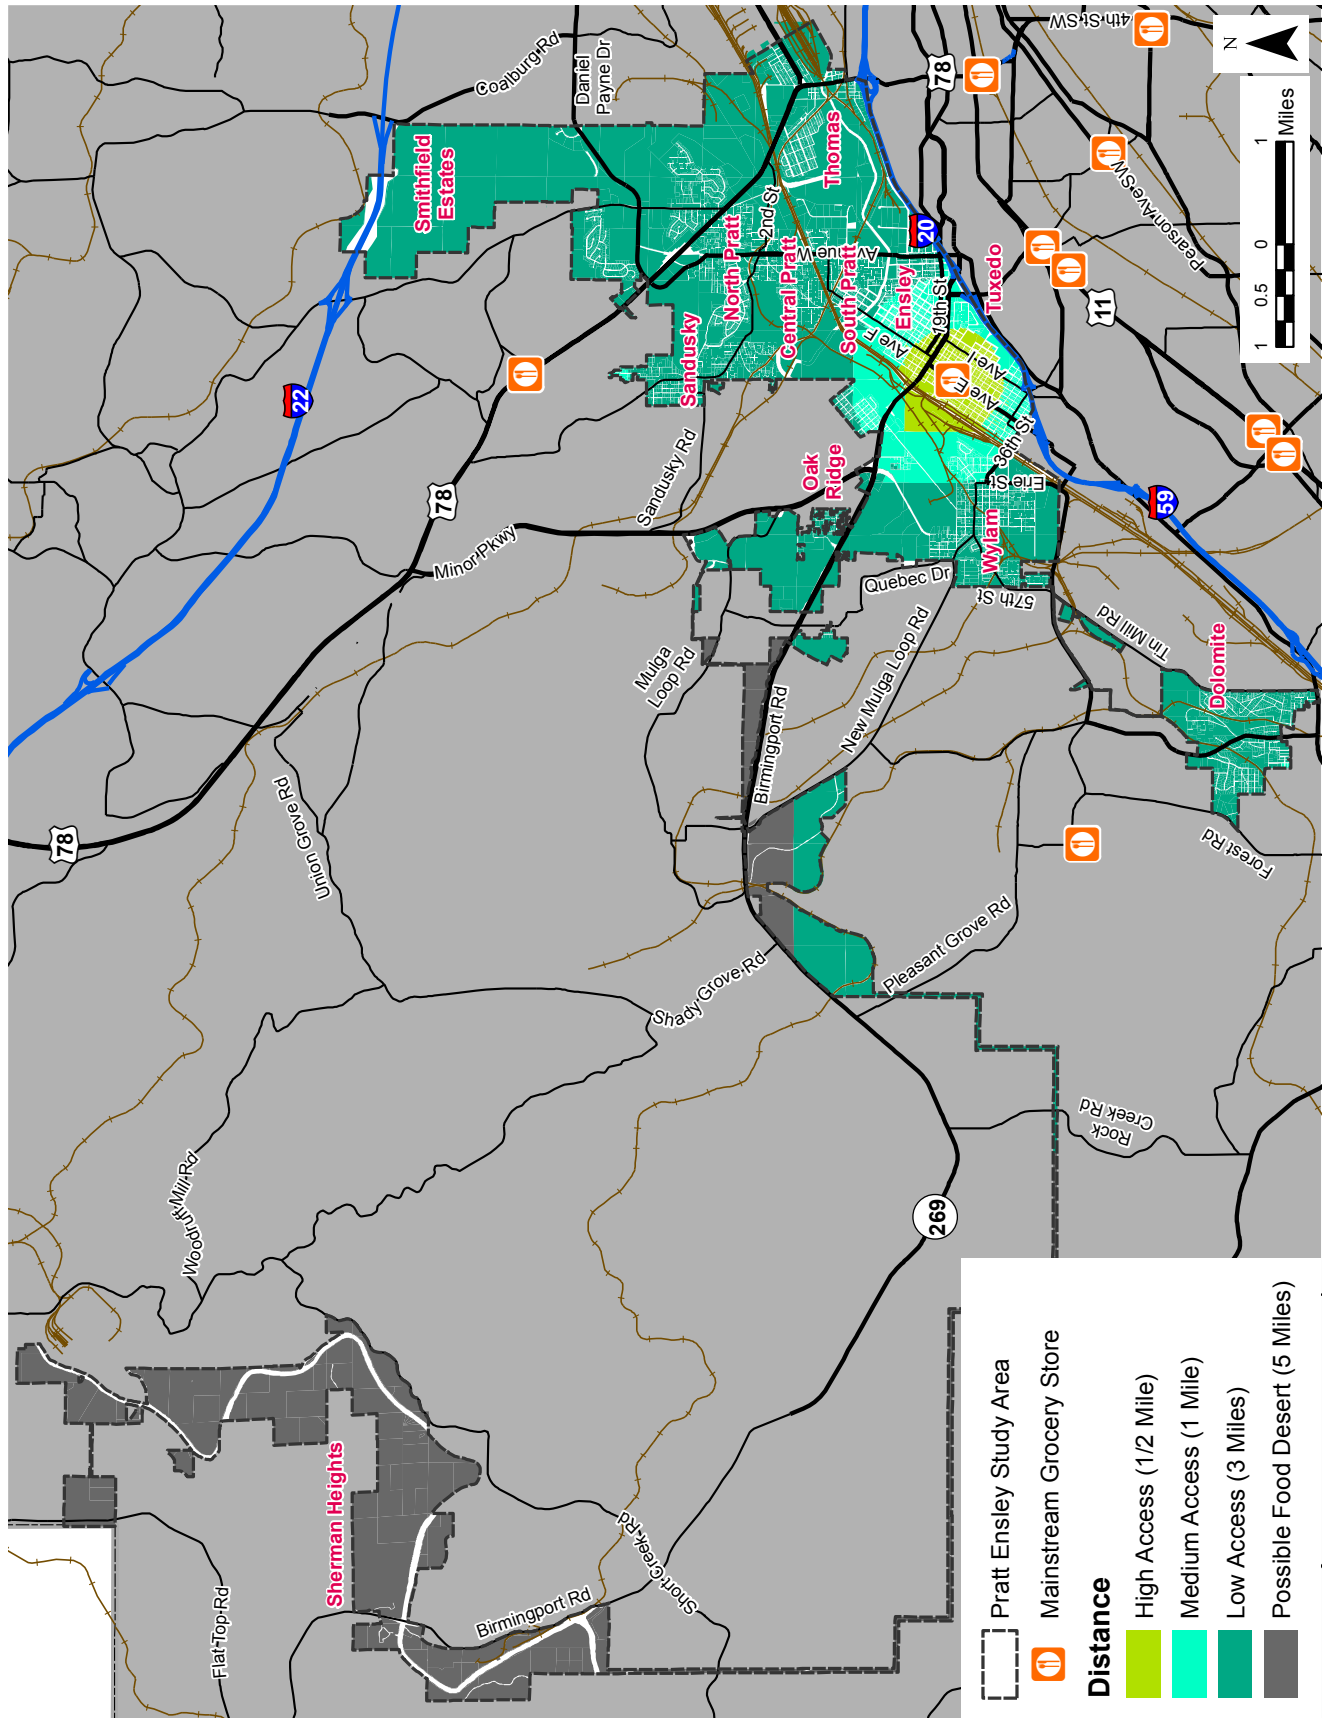 22
78
78
Coalburg Rd
Daniel
Payne Dr
Smithfield
Estates
Minor Pkwy
Sandusky Rd
Sandusky
North Pratt
2nd St
Central Pratt
Thomas
South Pratt
Avenue W
Ensley
Ave F
19th St
20
78
4th St SW
Tuxedo
Ave I
Ave E
36th St
Erie St
Oak
Ridge
Wylam
Quebec Dr
57th St
59
11
Pearson Ave SW
Union Grove Rd
Mulga
Loop Rd
Birmingport Rd
New Mulga Loop Rd
Tin Mill Rd
Dolomite
Forest Rd
Pleasant Grove Rd
Shady Grove Rd
Woodruff Mill Rd
Rock
Creek Rd
269
Sherman Heights
Flat Top Rd
Birmingport Rd
Short Creek Rd
N
1 0.5 0 1
Miles
Pratt Ensley Study Area
Mainstream Grocery Store
Distance
High Access (1/2 Mile)
Medium Access (1 Mile)
Low Access (3 Miles)
Possible Food Desert (5 Miles)